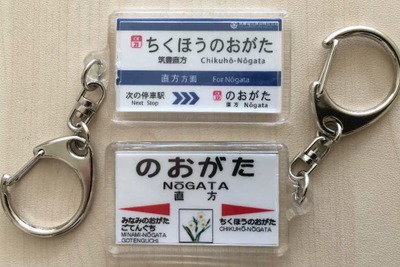 ちくほうのおがた
筑豊直方 Chikuhō-Nōgata
直方方面 For Nōgata
次の停車駅 のおがた
Next Stop 直方 Nōgata
のおがた
NŌGATA
直方
みなみのおがた ちくほうのおがた
ごてんぐち CHIKUHŌ-NŌGATA
MINAMI-NŌGATA
GOTENGUCHI